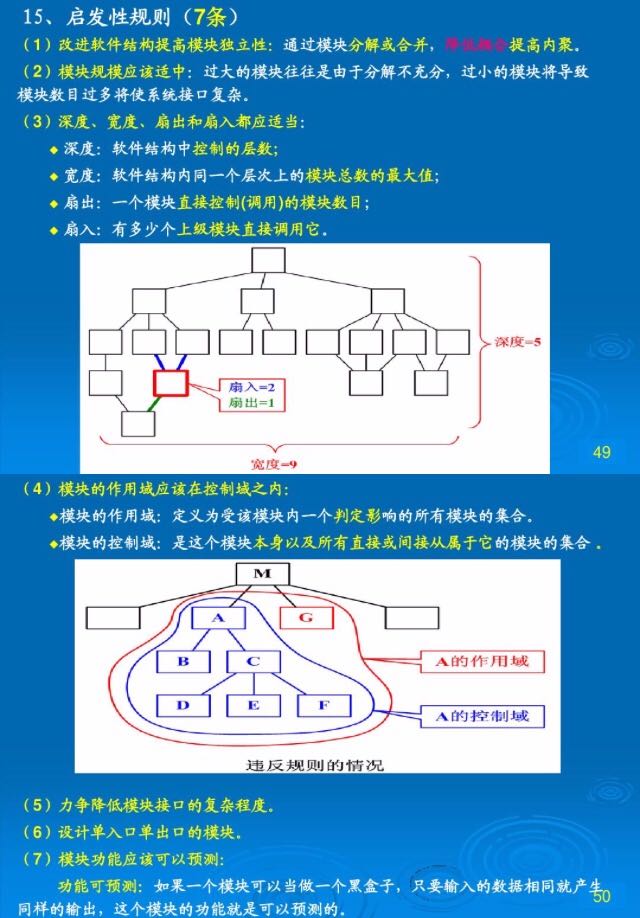 15、启发性规则（7条）
（1）改进软件结构提高模块独立性：通过模块分解或合并，降低耦合提高内聚。
（2）模块规模应该适中：过大的模块往往是由于分解不充分，过小的模块将导致
模块数目过多将使系统接口复杂。
（3）深度、宽度、扇出和扇入都应适当：
◆ 深度：软件结构中控制的层数；
◆ 宽度：软件结构内同一个层次上的模块总数的最大值；
◆ 扇出：一个模块直接控制(调用)的模块数目；
◆ 扇入：有多少个上级模块直接调用它。
深度=5
扇入=2
扇出=1
宽度=9
49
（4）模块的作用域应该在控制域之内：
◆模块的作用域：定义为受该模块内一个判定影响的所有模块的集合。
◆模块的控制域：是这个模块本身以及所有直接或间接从属于它的模块的集合 。
M
A
G
B
C
A的作用域
D
E
F
A的控制域
违反规则的情况
（5）力争降低模块接口的复杂程度。
（6）设计单入口单出口的模块。
（7）模块功能应该可以预测：
功能可预测：如果一个模块可以当做一个黑盒子，只要输入的数据相同就产生
同样的输出，这个模块的功能就是可以预测的。
50